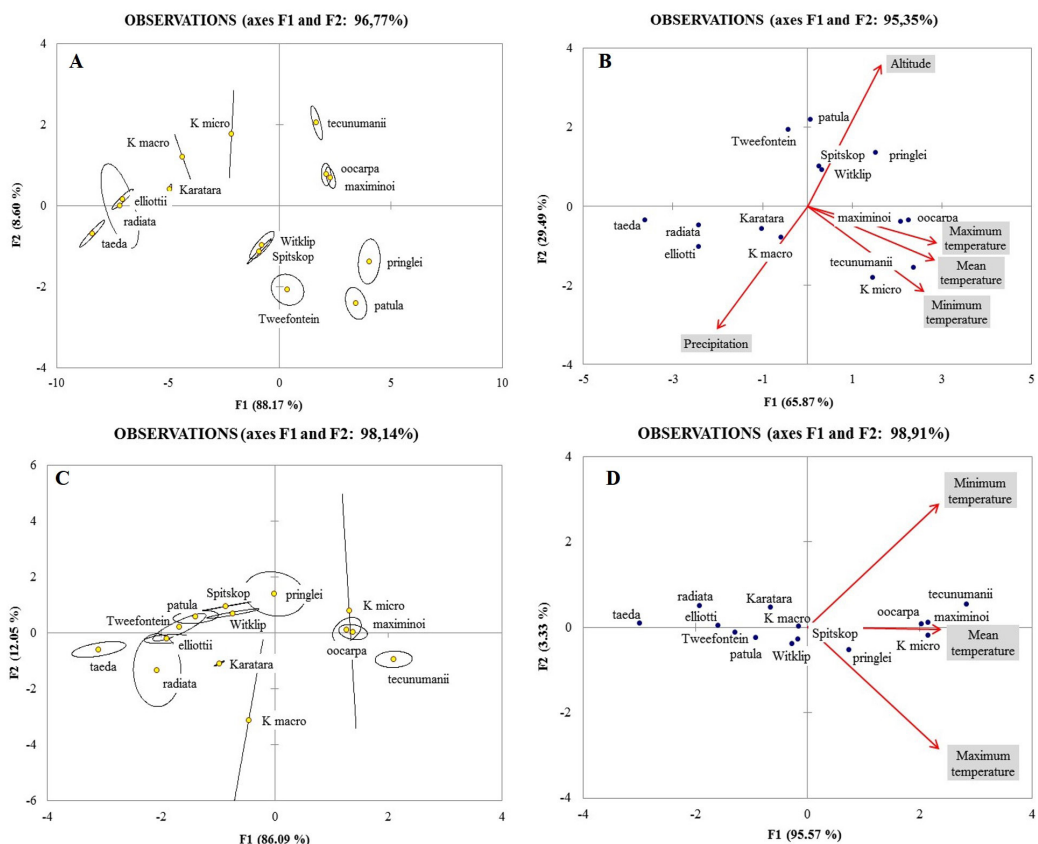 OBSERVATIONS (axes F1 and F2: 96,77%)
A
4
2
0
-2
-4
-10
-5
0
5
10
F2 (8.60 %)
F1 (88.17 %)
K micro
tecunumanii
K macro
oocarpa
Karatara
maximinoi
elliottii
radiata
taeda
Witklip
Spitskop
pringlei
patula
Tweefontein
OBSERVATIONS (axes F1 and F2: 95,35%)
B
4
2
0
-2
-4
-5
-3
-1
1
3
5
F2 (29.49 %)
F1 (65.87 %)
Altitude
patula
Tweefontein
Spitskop
pringlei
Witklip
taeda
radiata
Karatara
maximinoi
oocarpa
Maximum
temperature
elliotti
K macro
tecunumanii
Mean
temperature
K micro
Minimum
temperature
Precipitation
OBSERVATIONS (axes F1 and F2: 98,14%)
C
6
4
2
0
-2
-4
-6
-4
-2
0
2
4
F2 (12.05 %)
F1 (86.09 %)
Spitskop
pringlei
patula
Tweefontein
Witklip
K micro
maximinoi
elliottii
oocarpa
taeda
radiata
Karatara
tecunumanii
K macro
OBSERVATIONS (axes F1 and F2: 98,91%)
D
4
2
0
-2
-4
-4
-3
-2
-1
0
1
2
3
4
F2 (3.33 %)
F1 (95.57 %)
Minimum
temperature
radiata
Karatara
tecunumanii
taeda
elliotti
K macro
oocarpa
maximinoi
Tweefontein
Spitskop
Mean
temperature
patula
Witklip
pringlei
K micro
Maximum
temperature